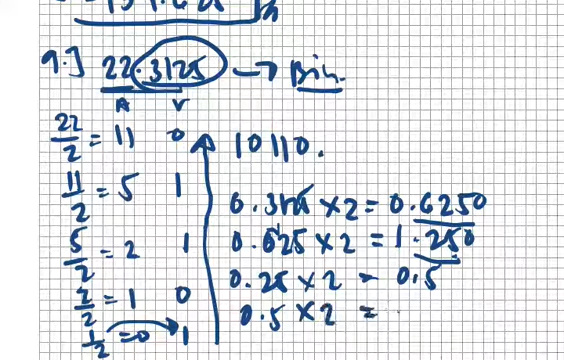 -151.625
9.] 22.3125 → Bin.
22/2 = 11 0
10110.
11/2 = 5 1
0.3125 × 2 = 0.6250
5/2 = 2 1
0.625 × 2 = 1.250
2/2 = 1 0
0.25 × 2 = 0.5
1/2 = 0 1
0.5 × 2 =